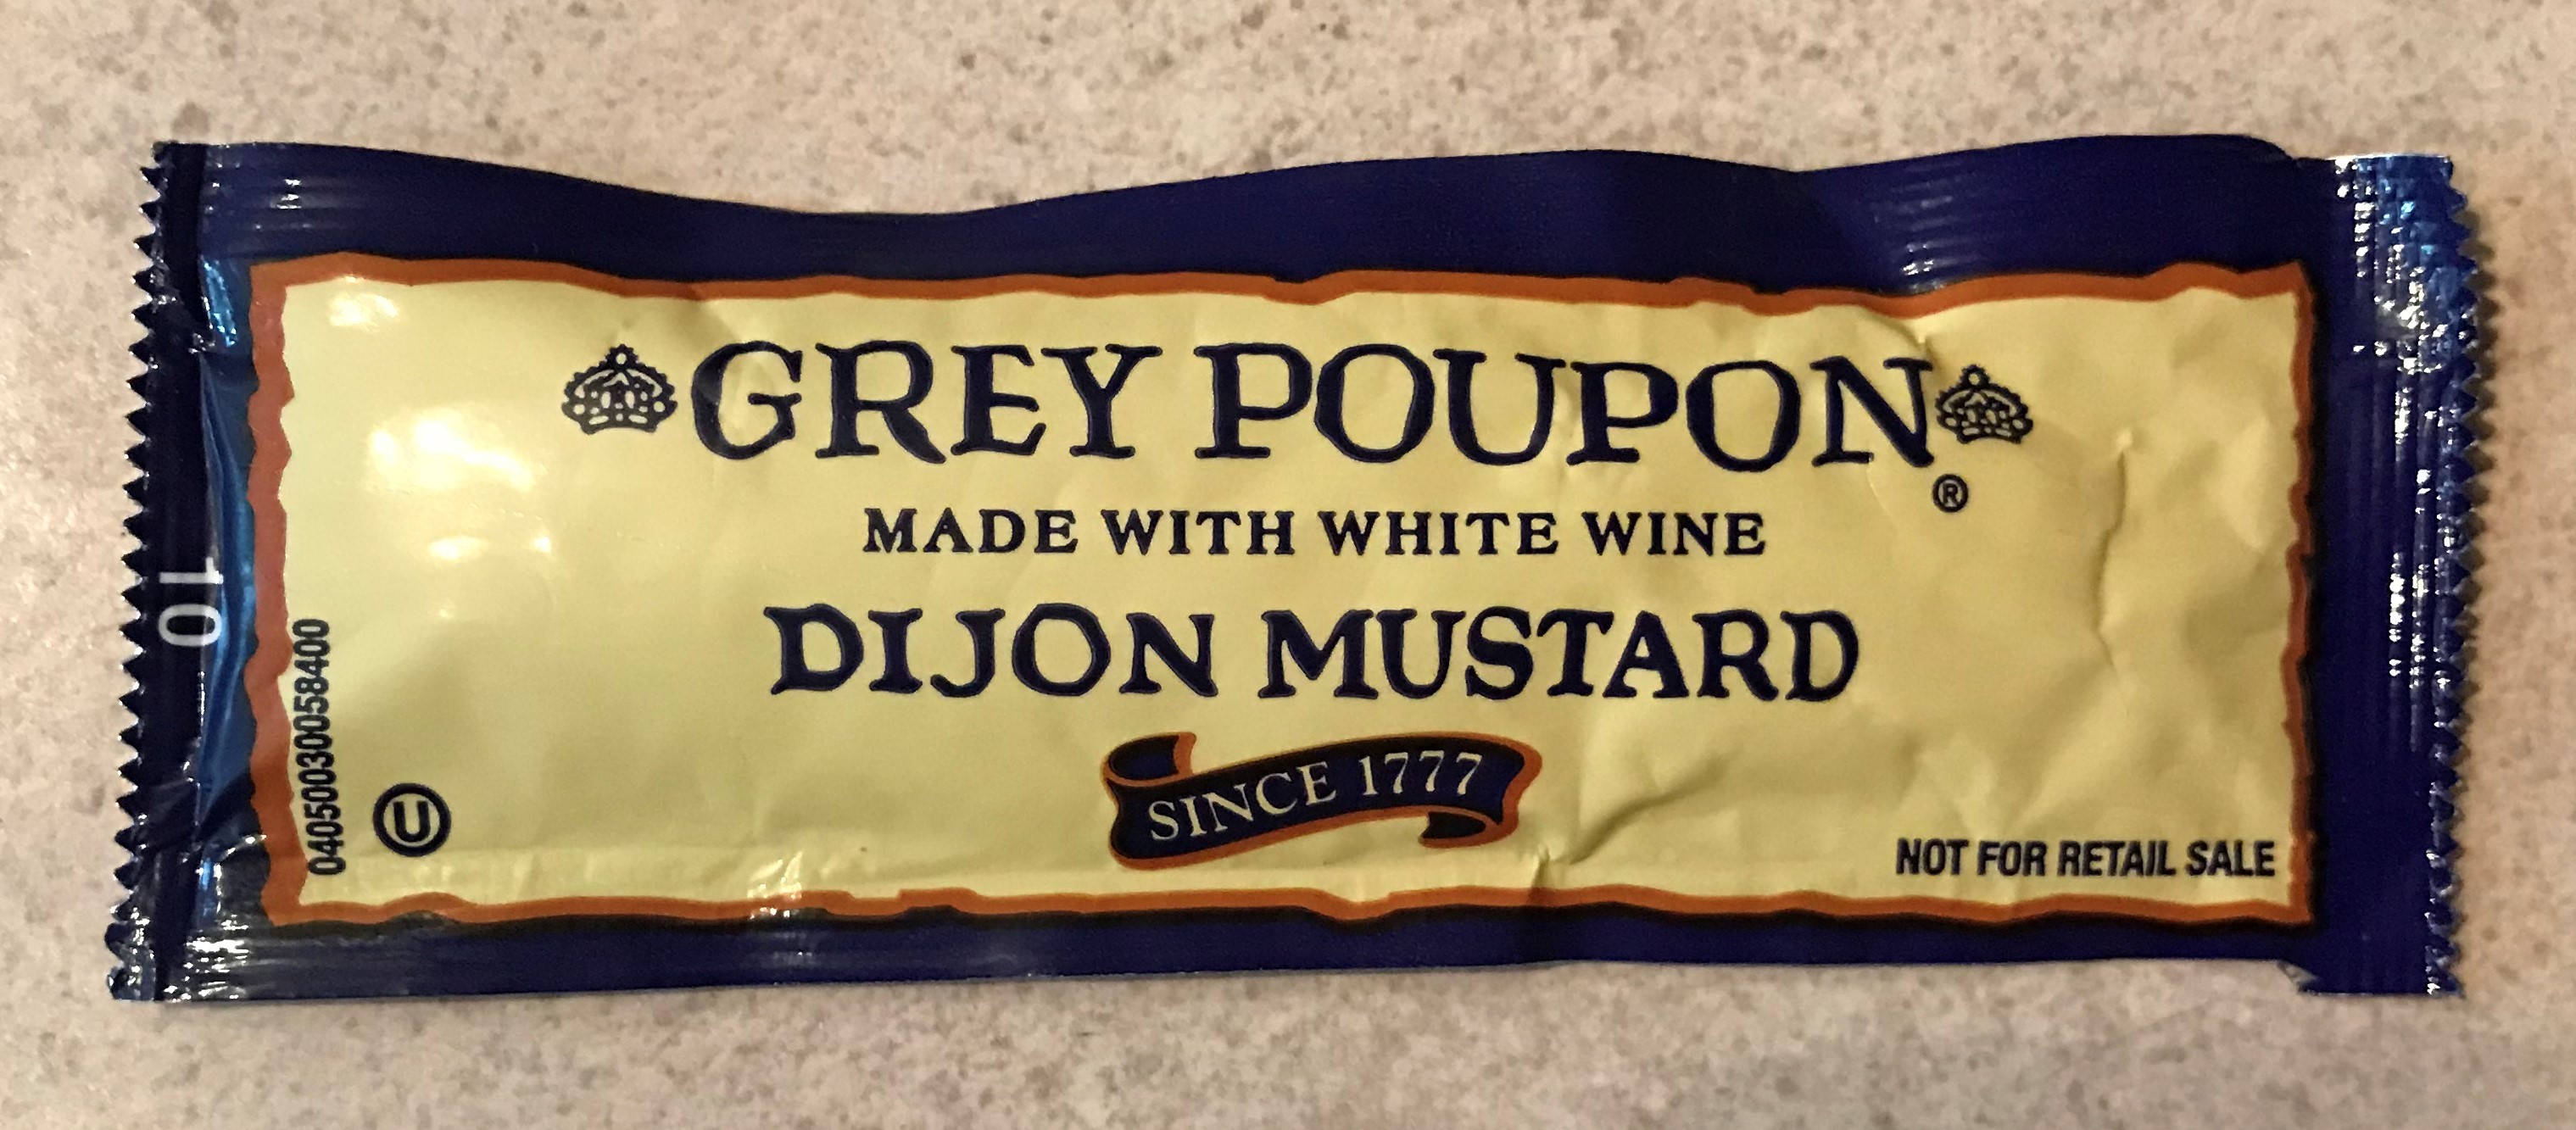 GREY POUPON
®
MADE WITH WHITE WINE
DIJON MUSTARD
SINCE 1777
NOT FOR RETAIL SALE
U
04050030058400
10